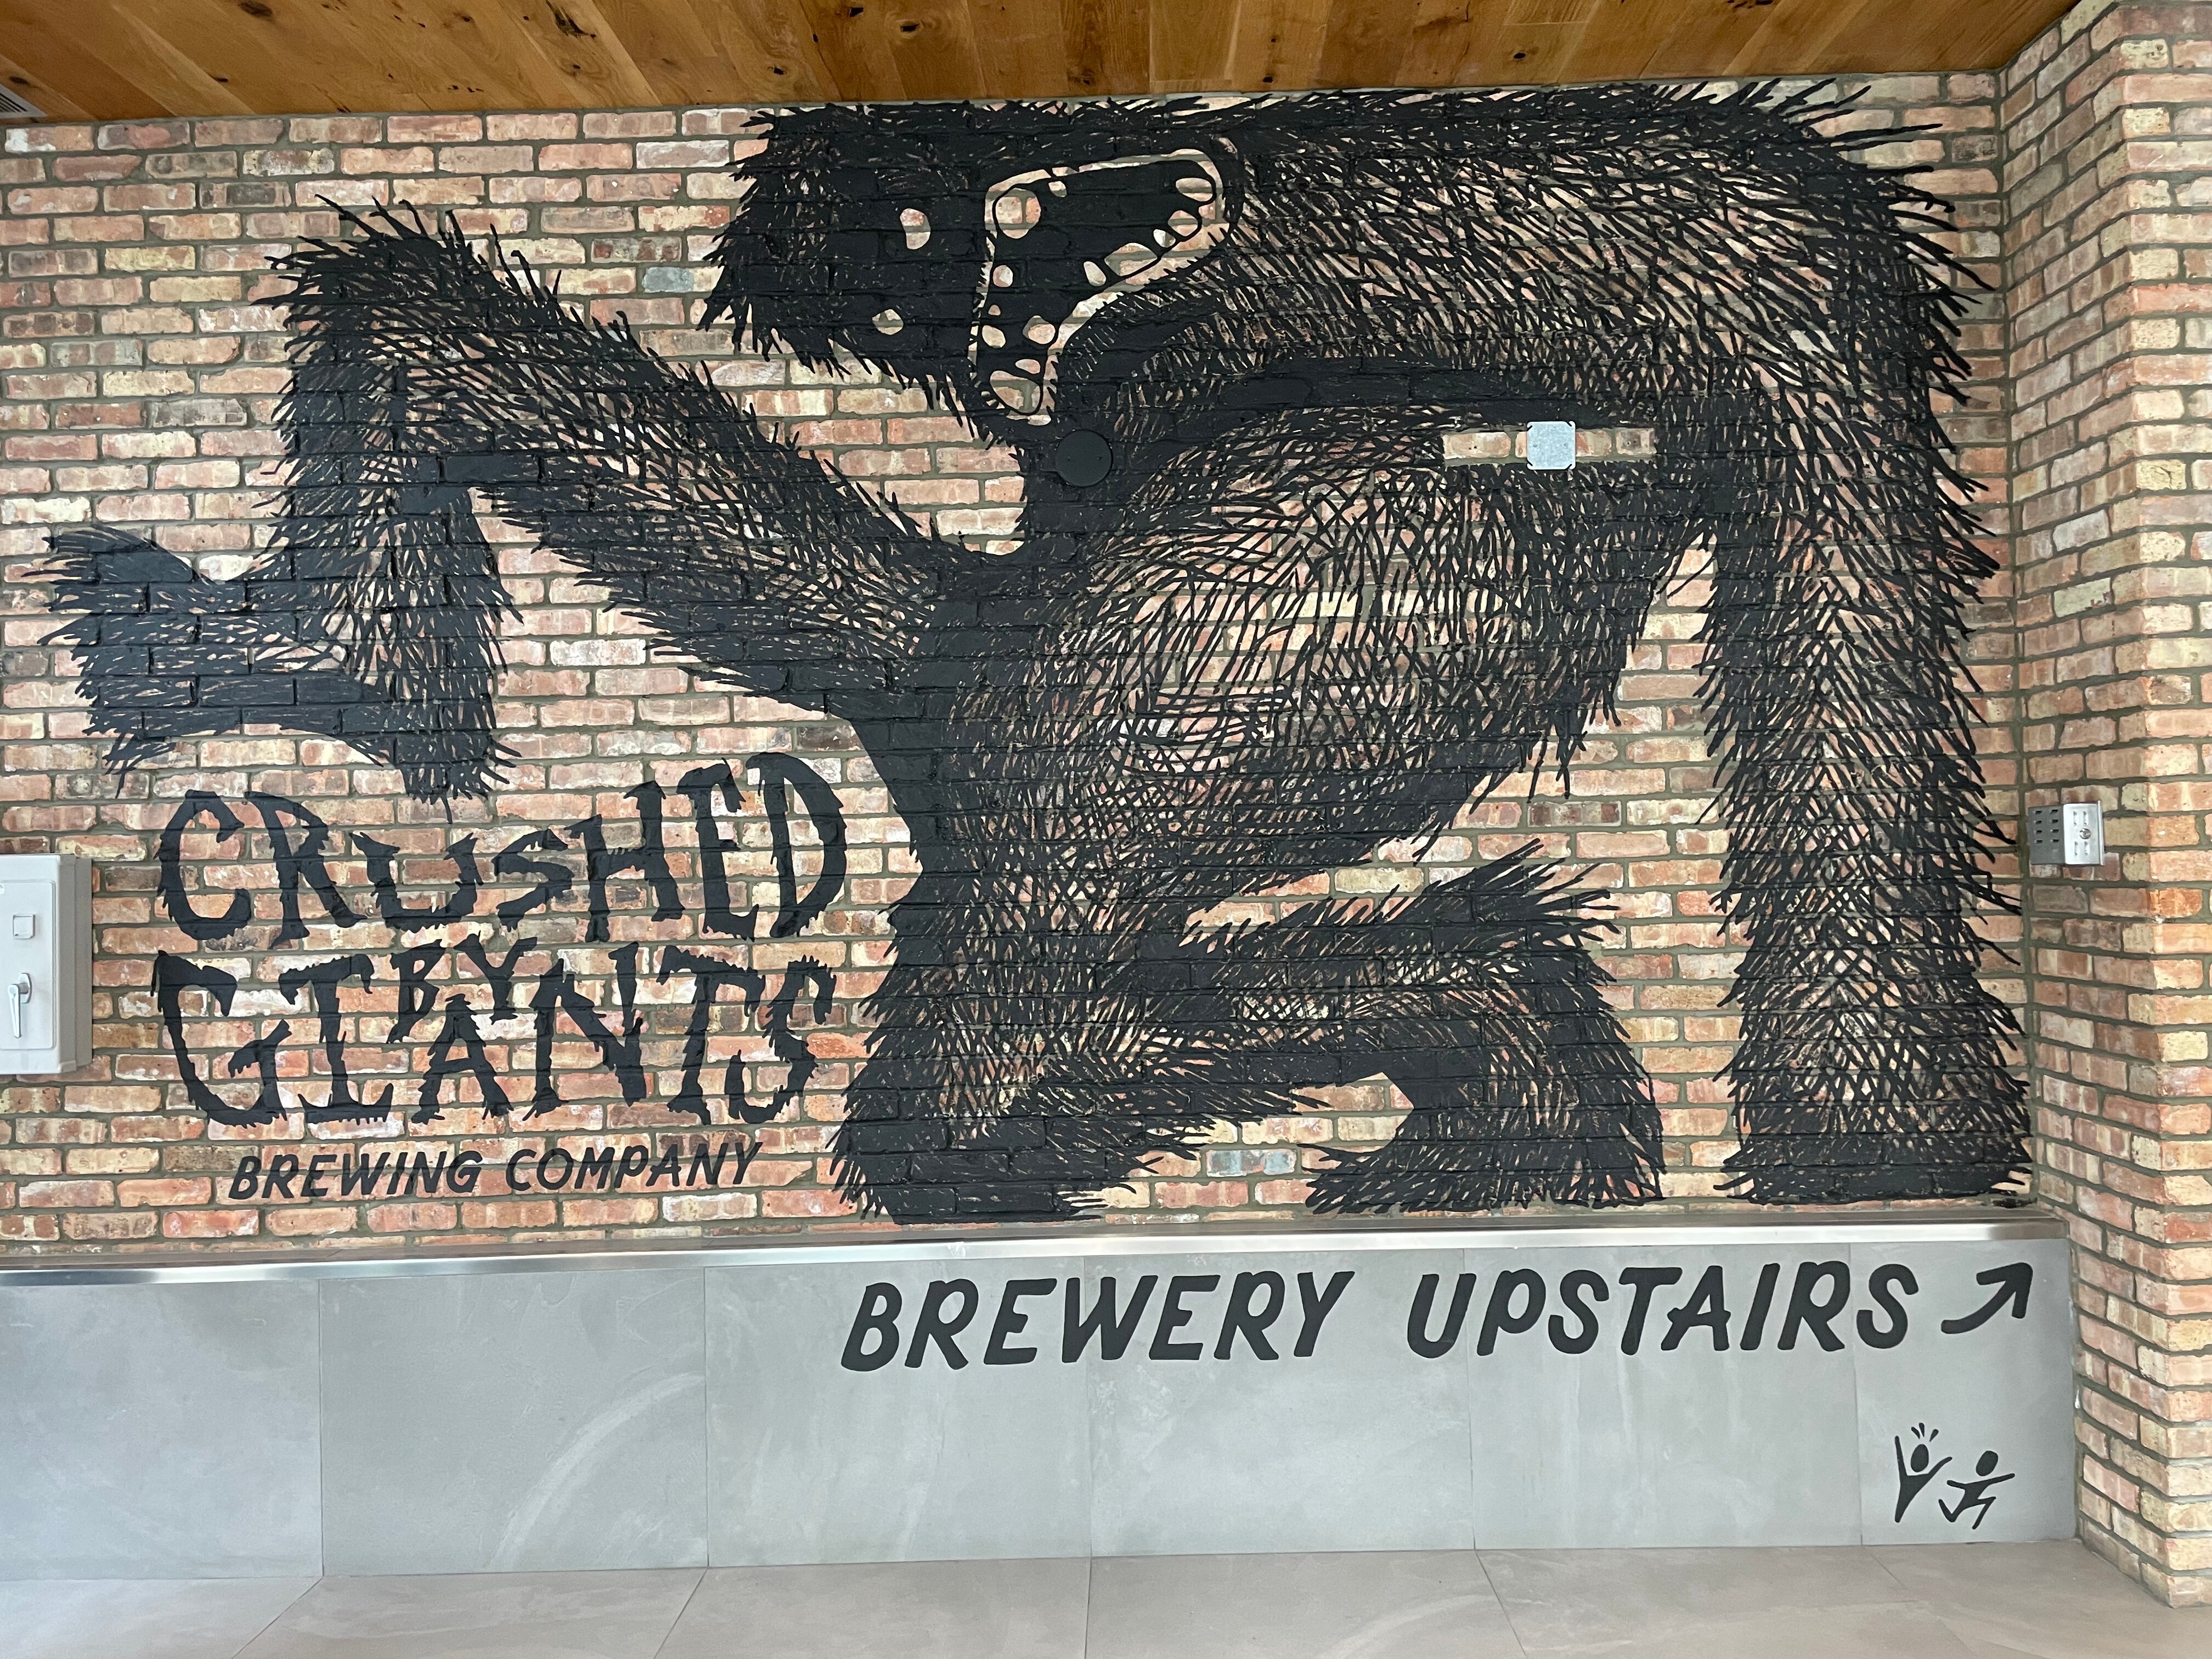 CRUSHED
BY
GIANTS
BREWING COMPANY
BREWERY UPSTAIRS